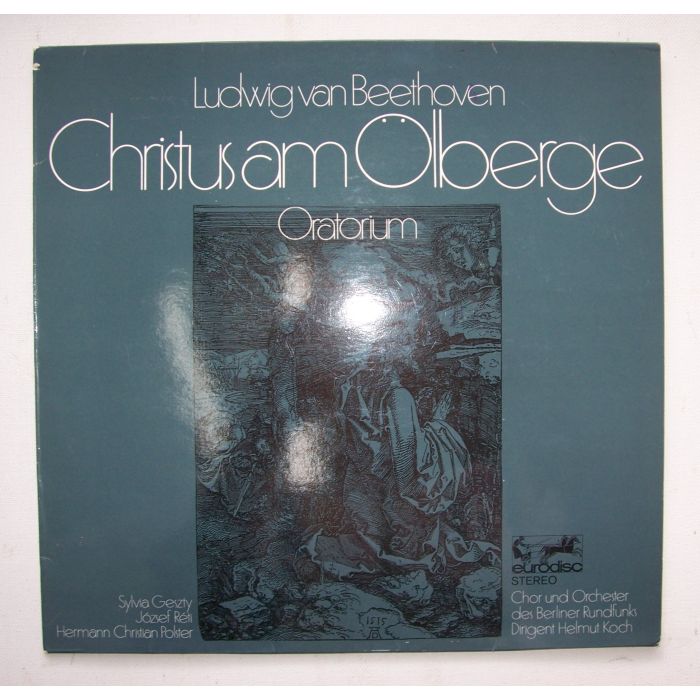 Ludwig van Beethoven
Christus am Ölberge
Oratorium
Sylvia Geszty
József Réti
Hermann Christian Polster
1515
AD
eurodisc
STEREO
Chor und Orchester
des Berliner Rundfunks
Dirigent Helmut Koch